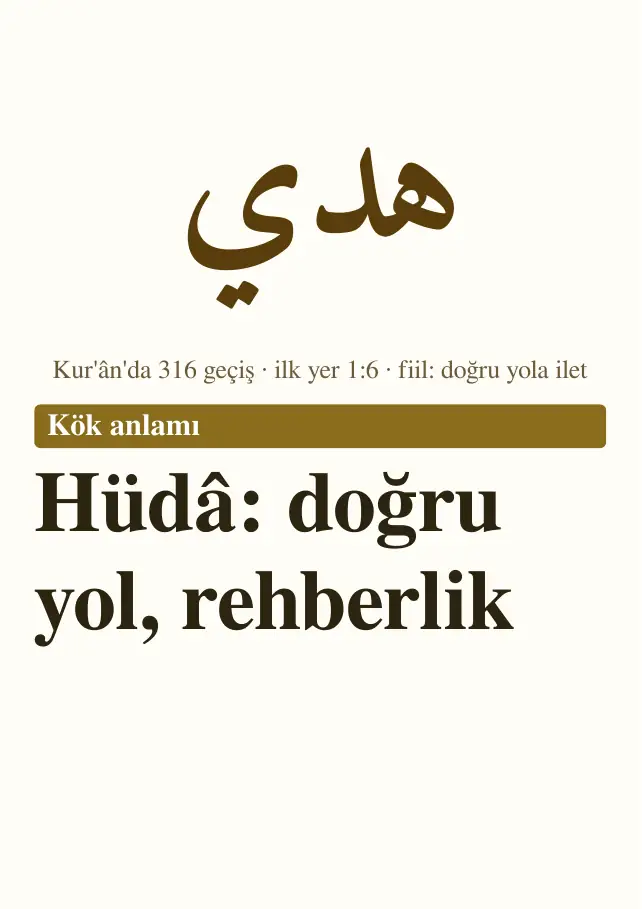 هدي
Kur'ân'da 316 geçiş · ilk yer 1:6 · fiil: doğru yola ilet
Kök anlamı
Hüdâ: doğru
yol, rehberlik